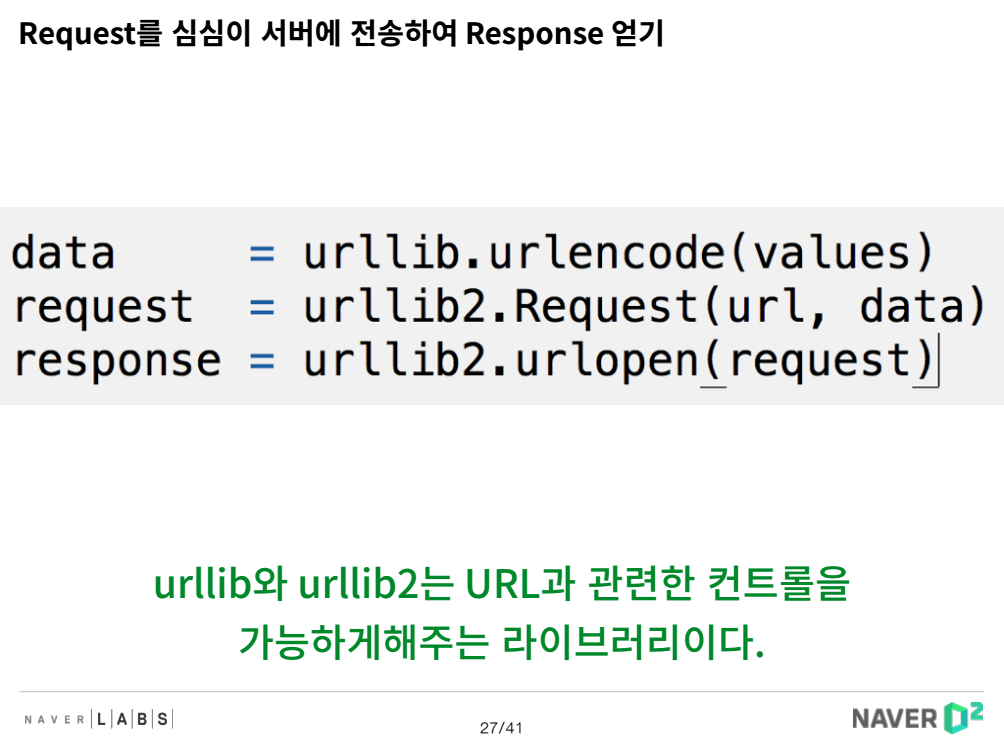 Request를 심심이 서버에 전송하여 Response 얻기
data = urllib.urlencode(values)
request = urllib2.Request(url, data)
response = urllib2.urlopen(request)
urllib와 urllib2는 URL과 관련한 컨트롤을
가능하게해주는 라이브러리이다.
NAVER LABS
27/41
NAVER D2